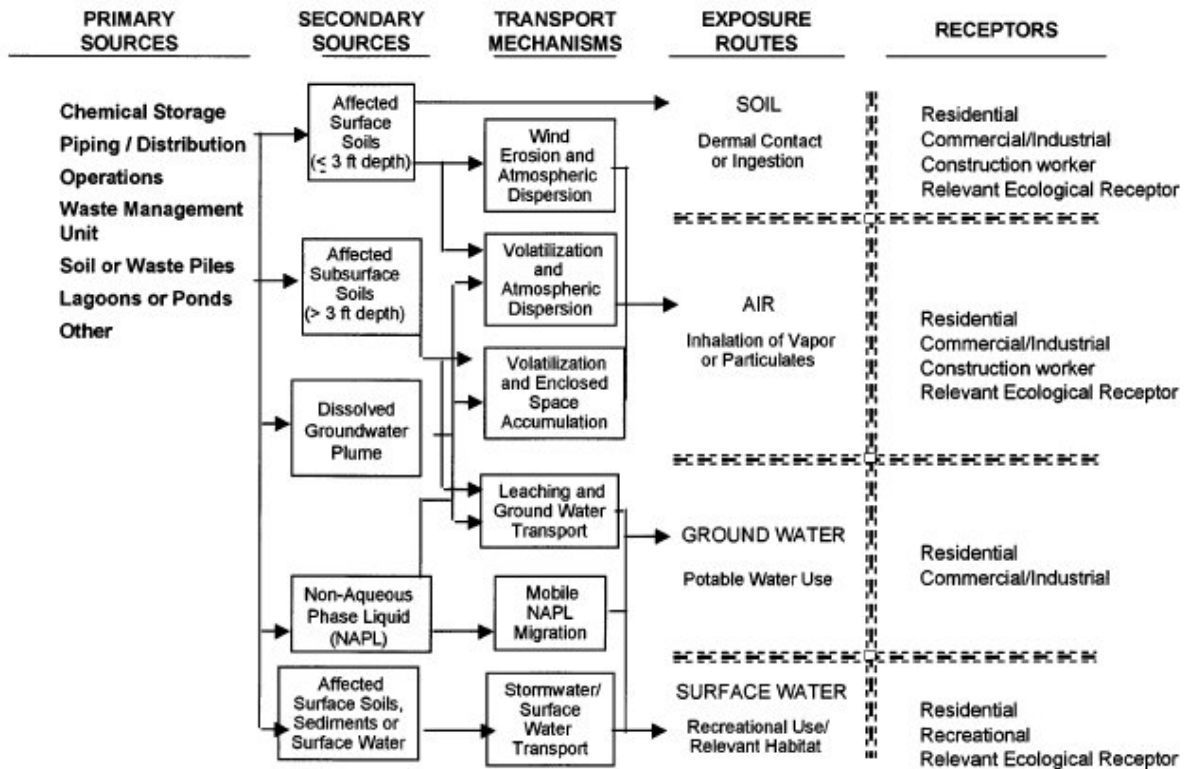 PRIMARY
SOURCES
SECONDARY
SOURCES
TRANSPORT
MECHANISMS
EXPOSURE
ROUTES
RECEPTORS
Chemical Storage
Piping / Distribution
Operations
Waste Management
Unit
Soil or Waste Piles
Lagoons or Ponds
Other
Affected
Surface
Soils
(≤ 3 ft depth)
Affected
Subsurface
Soils
(> 3 ft depth)
Dissolved
Groundwater
Plume
Non-Aqueous
Phase Liquid
(NAPL)
Affected
Surface Soils,
Sediments or
Surface Water
Wind
Erosion and
Atmospheric
Dispersion
Volatilization
and
Atmospheric
Dispersion
Volatilization
and Enclosed
Space
Accumulation
Leaching and
Ground Water
Transport
Mobile
NAPL
Migration
Stormwater/
Surface
Water
Transport
SOIL
Dermal Contact
or Ingestion
AIR
Inhalation of Vapor
or Particulates
GROUND WATER
Potable Water Use
SURFACE WATER
Recreational Use/
Relevant Habitat
Residential
Commercial/Industrial
Construction worker
Relevant Ecological Receptor
Residential
Commercial/Industrial
Construction worker
Relevant Ecological Receptor
Residential
Commercial/Industrial
Residential
Recreational
Relevant Ecological Receptor